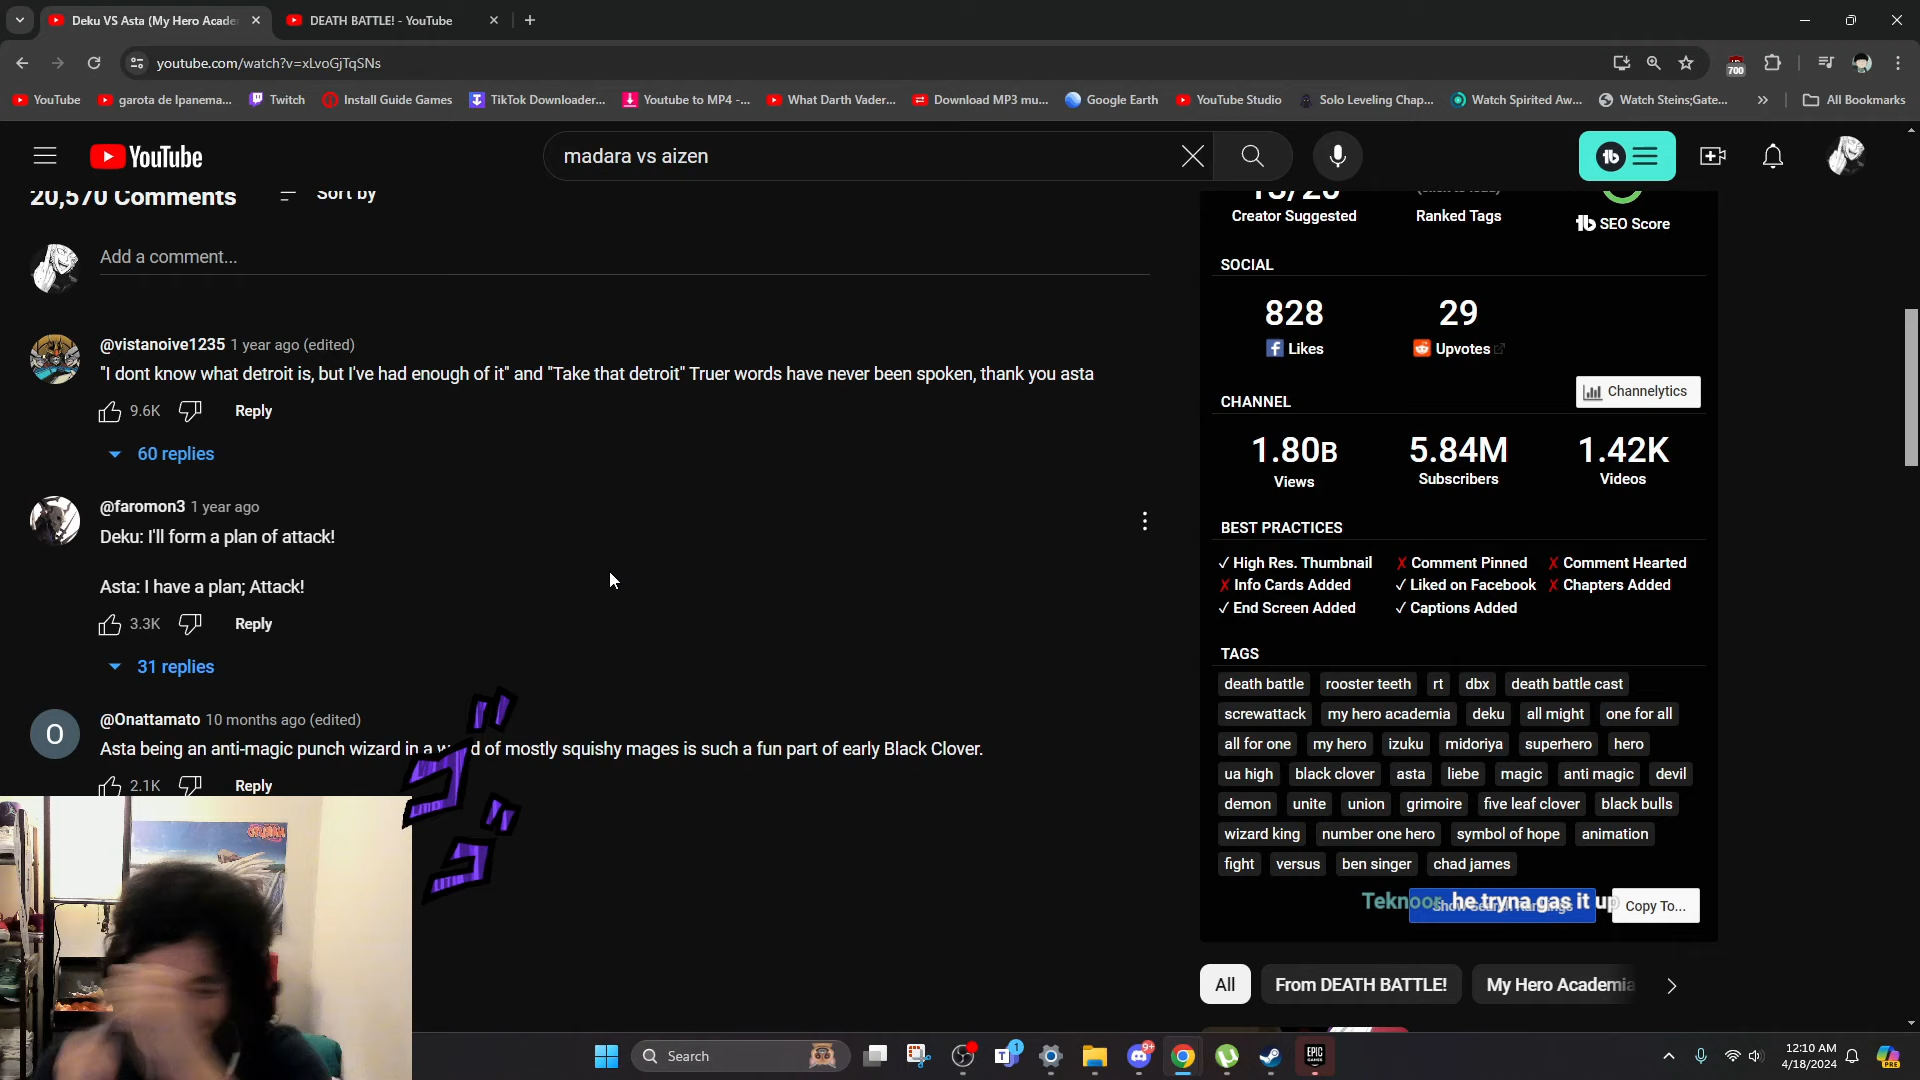 Deku VS Asta (My Hero Acade
DEATH BATTLE! - YouTube
youtube.com/watch?v=xLvoGjTqSNs
700
YouTube
garota de Ipanema...
Twitch
Install Guide Games
TikTok Downloader...
Youtube to MP4 -...
What Darth Vader...
Download MP3 mu...
Google Earth
YouTube Studio
Solo Leveling Chap...
Watch Spirited Aw...
Watch Steins;Gate...
All Bookmarks
YouTube
madara vs aizen
20,570 Comments
Sort by
Add a comment...
@vistanoive1235 1 year ago (edited)
"I dont know what detroit is, but I've had enough of it" and "Take that detroit" Truer words have never been spoken, thank you asta
9.6K
Reply
60 replies
@faromon3 1 year ago
Deku: I'll form a plan of attack!
Asta: I have a plan; Attack!
3.3K
Reply
31 replies
O
@Onattamato 10 months ago (edited)
Asta being an anti-magic punch wizard in a w d of mostly squishy mages is such a fun part of early Black Clover.
2.1K
Reply
ゴ
ゴ
Creator Suggested
Ranked Tags
tb SEO Score
SOCIAL
828
29
Likes
Upvotes
CHANNEL
Channelytics
1.80B
5.84M
1.42K
Views
Subscribers
Videos
BEST PRACTICES
✓ High Res. Thumbnail
✗ Comment Pinned
✗ Comment Hearted
✗ Info Cards Added
✓ Liked on Facebook
✗ Chapters Added
✓ End Screen Added
✓ Captions Added
TAGS
death battle
rooster teeth
rt
dbx
death battle cast
screwattack
my hero academia
deku
all might
one for all
all for one
my hero
izuku
midoriya
superhero
hero
ua high
black clover
asta
liebe
magic
anti magic
devil
demon
unite
union
grimoire
five leaf clover
black bulls
wizard king
number one hero
symbol of hope
animation
fight
versus
ben singer
chad james
Teknoor he tryna gas it up
Copy To...
All
From DEATH BATTLE!
My Hero Academia
Search
1
9+
EPIC GAMES
12:10 AM
4/18/2024
PRE